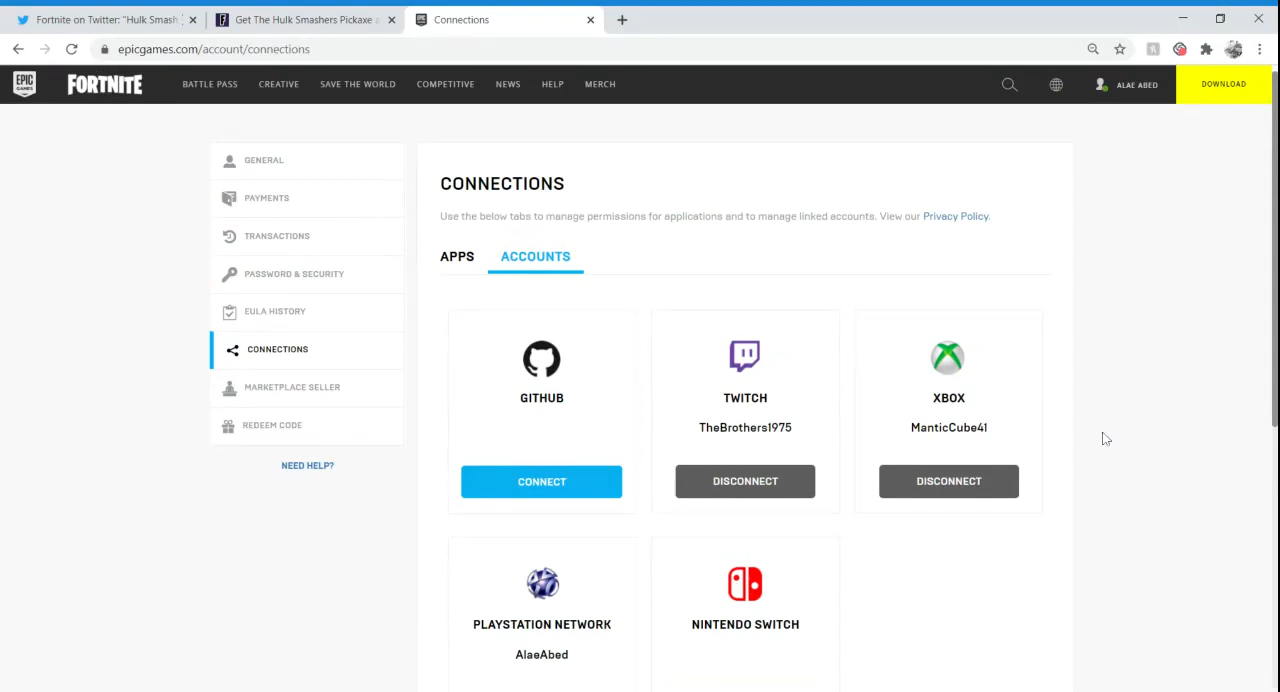 Fortnite on Twitter: "Hulk Smash
Get The Hulk Smashers Pickaxe a
Connections
epicgames.com/account/connections
EPIC GAMES
FORTNITE
BATTLE PASS
CREATIVE
SAVE THE WORLD
COMPETITIVE
NEWS
HELP
MERCH
ALAE ABED
DOWNLOAD
GENERAL
PAYMENTS
TRANSACTIONS
PASSWORD & SECURITY
EULA HISTORY
CONNECTIONS
MARKETPLACE SELLER
REDEEM CODE
NEED HELP?
CONNECTIONS
Use the below tabs to manage permissions for applications and to manage linked accounts. View our Privacy Policy.
APPS
ACCOUNTS
GITHUB
CONNECT
TWITCH
TheBrothers1975
DISCONNECT
XBOX
ManticCube41
DISCONNECT
PLAYSTATION NETWORK
AlaeAbed
NINTENDO SWITCH